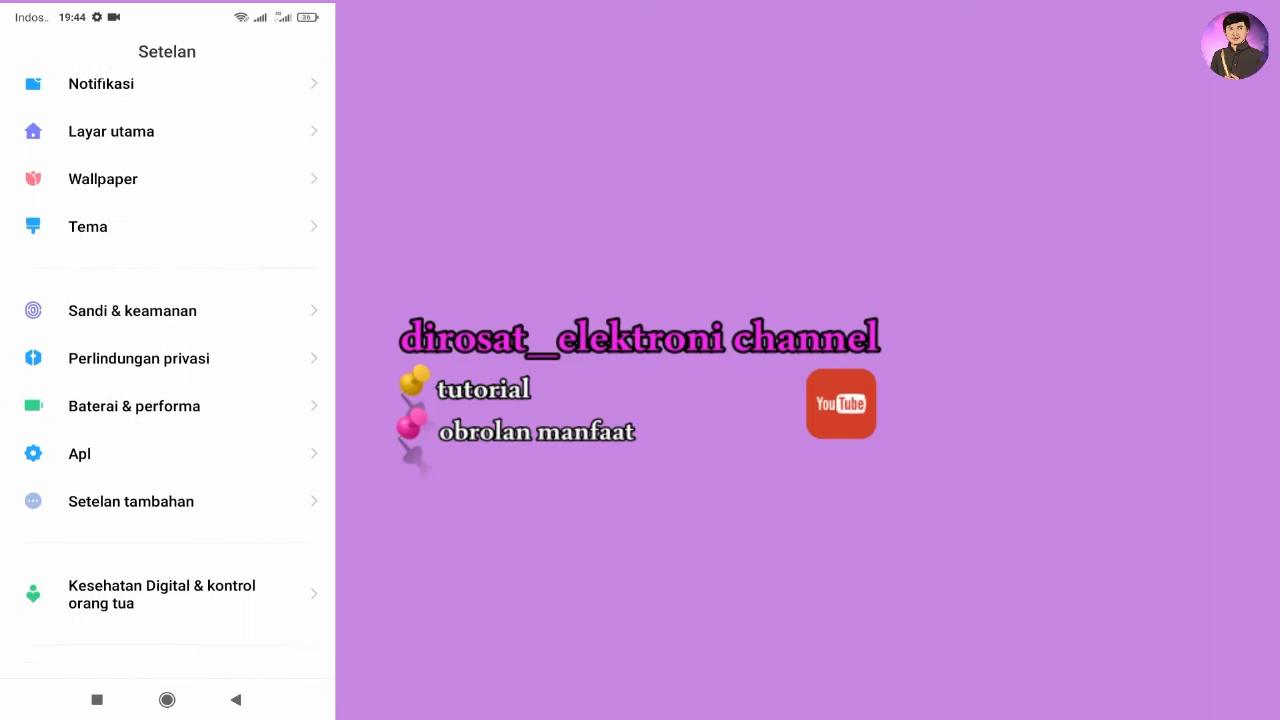 Indos.. 19:44 36
Setelan
Notifikasi
Layar utama
Wallpaper
Tema
Sandi & keamanan
Perlindungan privasi
Baterai & performa
Apl
Setelan tambahan
Kesehatan Digital & kontrol
orang tua
dirosat_elektroni channel
tutorial
obrolan manfaat
YouTube